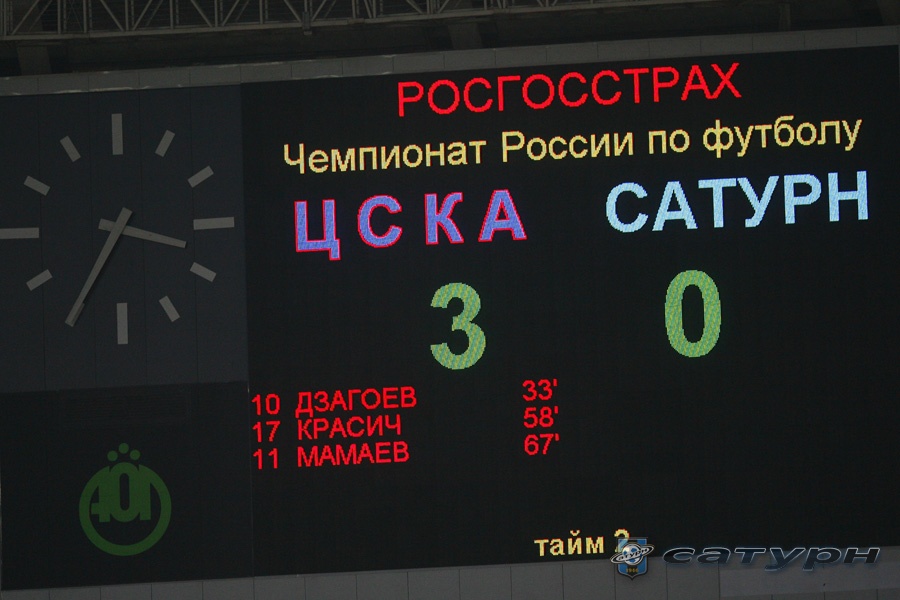 РОСГОССТРАХ
Чемпионат России по футболу
ЦСКА САТУРН
3 0
10 ДЗАГОЕВ 33'
17 КРАСИЧ 58'
11 МАМАЕВ 67'
тайм 2
сатурн